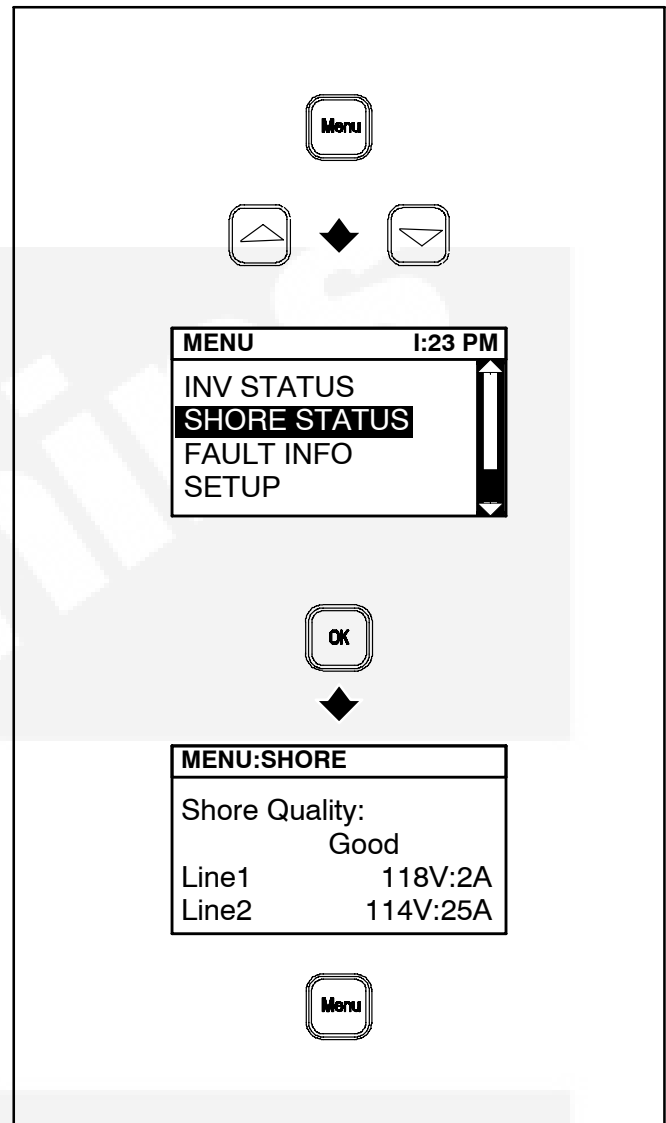 Menu
MENU I:23 PM
INV STATUS
SHORE STATUS
FAULT INFO
SETUP
OK
MENU:SHORE
Shore Quality:
Good
Line1 118V:2A
Line2 114V:25A
Menu